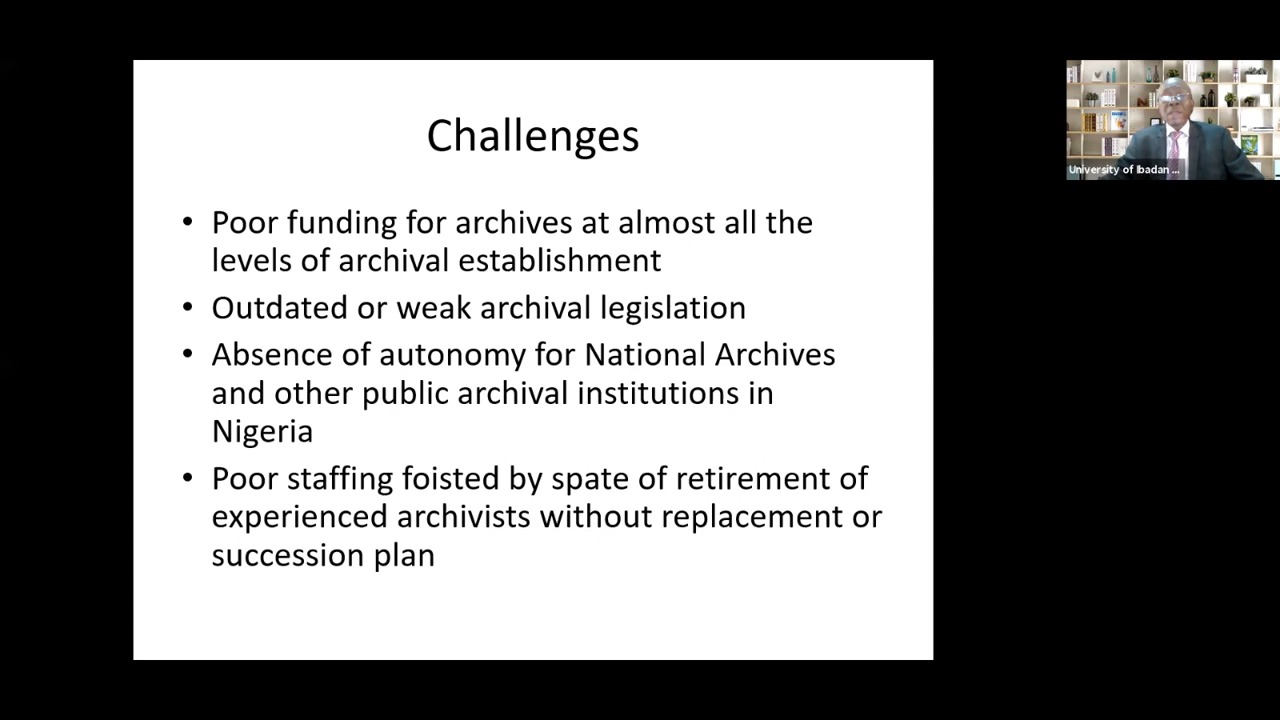 Challenges
• Poor funding for archives at almost all the
levels of archival establishment
• Outdated or weak archival legislation
• Absence of autonomy for National Archives
and other public archival institutions in
Nigeria
• Poor staffing foisted by spate of retirement of
experienced archivists without replacement or
succession plan
University of Ibadan ...